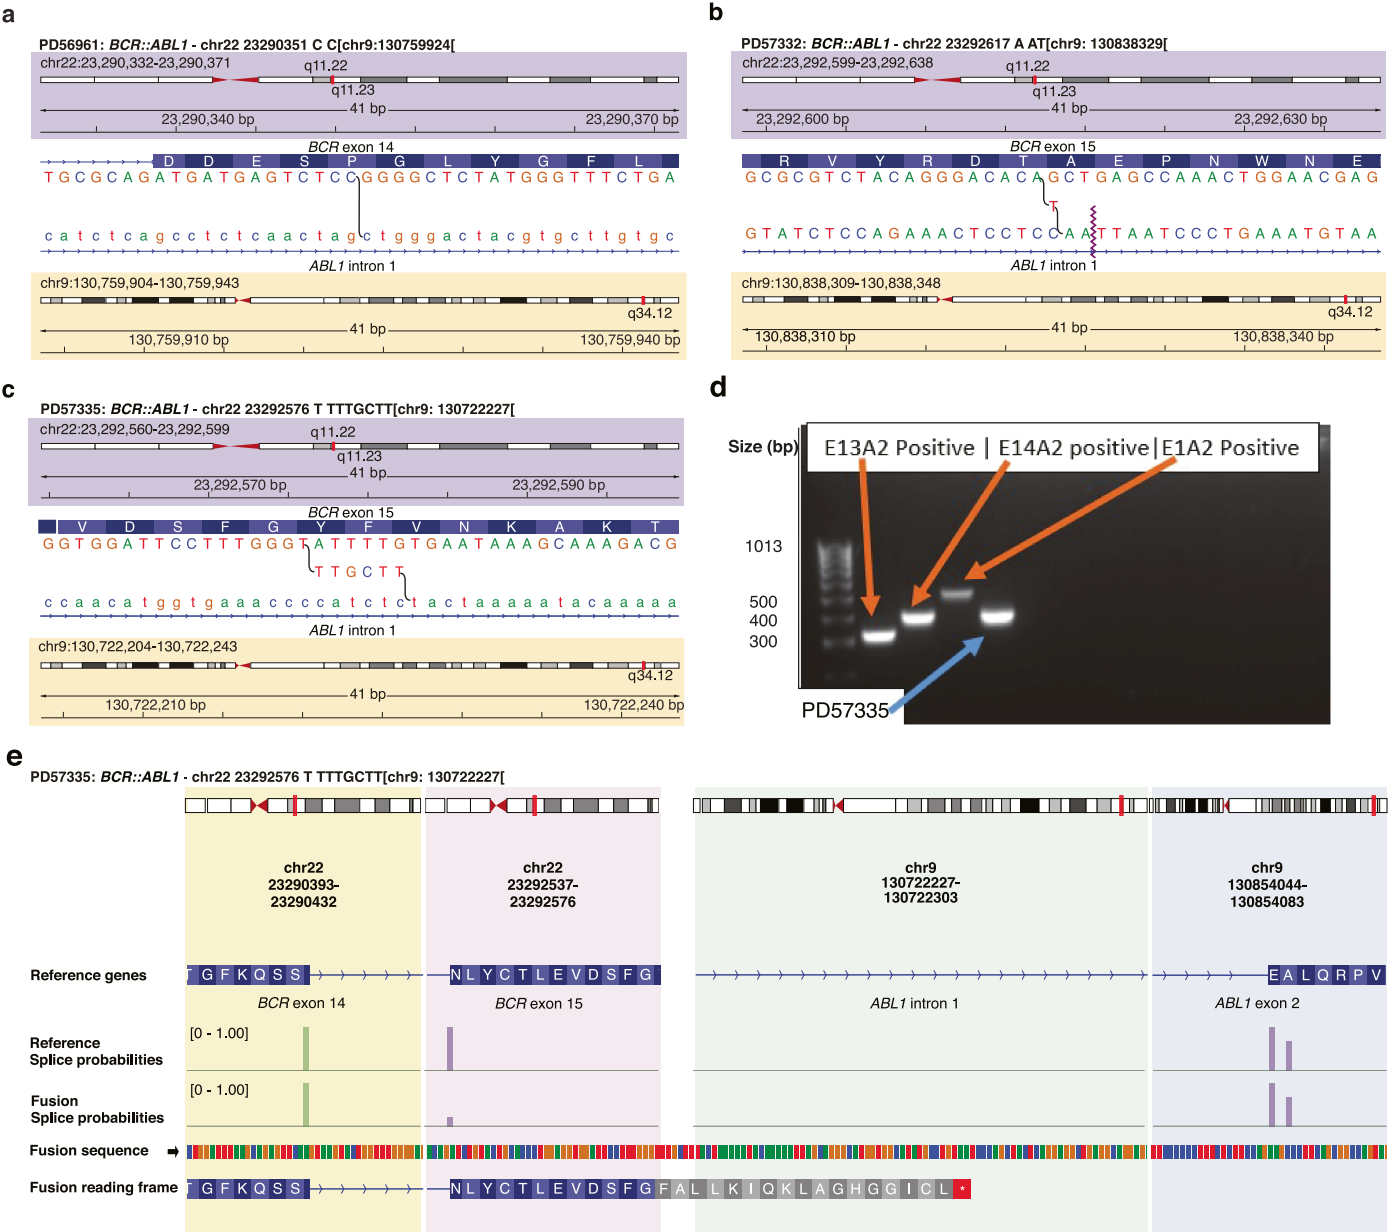 a
PD56961: BCR::ABL1 - chr22 23290351 C C[chr9:130759924[
chr22:23,290,332-23,290,371
q11.22
q11.23
41 bp
23,290,340 bp
23,290,370 bp
BCR exon 14
D D E S P G L Y G F L
TGCGCAGATGATGAGTCTCCGGGGCTCTATGGGTTTCTGA
catctcagcctctcaactagctgggactacgtgcttgtgc
ABL1 intron 1
chr9:130,759,904-130,759,943
q34.12
41 bp
130,759,910 bp
130,759,940 bp
b
PD57332: BCR::ABL1 - chr22 23292617 A AT[chr9: 130838329[
chr22:23,292,599-23,292,638
q11.22
q11.23
41 bp
23,292,600 bp
23,292,630 bp
BCR exon 15
R V Y R D T A E P N W N E
GCGCGTCTACAGGGACACAGCTGAGCCAAACTGGAACGAG
T
GTATCTCCAGAAACTCCTCCAATTAATCCCTGAAATGTAA
ABL1 intron 1
chr9:130,838,309-130,838,348
q34.12
41 bp
130,838,310 bp
130,838,340 bp
c
PD57335: BCR::ABL1 - chr22 23292576 T TTTGCTT[chr9: 130722227[
chr22:23,292,560-23,292,599
q11.22
q11.23
41 bp
23,292,570 bp
23,292,590 bp
BCR exon 15
V D S F G Y F V N K A K T
GGTGGATTCCTTTGGGTATTTTGTGAATAAAGCAAAGACG
TTGCTT
ccaacatggtgaaaccccatctctactaaaaatacaaaaa
ABL1 intron 1
chr9:130,722,204-130,722,243
q34.12
41 bp
130,722,210 bp
130,722,240 bp
d
Size (bp)
E13A2 Positive | E14A2 positive|E1A2 Positive
1013
500
400
300
PD57335
e
PD57335: BCR::ABL1 - chr22 23292576 T TTTGCTT[chr9: 130722227[
chr22
23290393-
23290432
chr22
23292537-
23292576
chr9
130722227-
130722303
chr9
130854044-
130854083
Reference genes
T G F K Q S S
N L Y C T L E V D S F G
E A L Q R P V
BCR exon 14
BCR exon 15
ABL1 intron 1
ABL1 exon 2
Reference
Splice probabilities
[0 - 1.00]
Fusion
Splice probabilities
[0 - 1.00]
Fusion sequence
Fusion reading frame
T G F K Q S S
N L Y C T L E V D S F G F A L L K I Q K L A G H G G I C L *